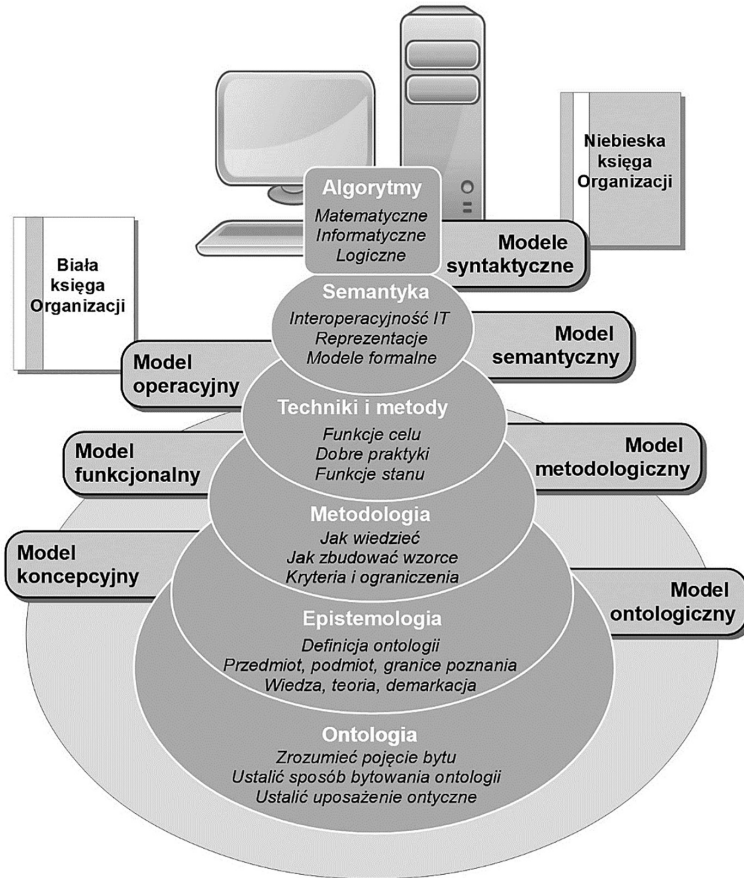 Niebieska
księga
Organizacji
Biała
księga
Organizacji
Algorytmy
Matematyczne
Informatyczne
Logiczne
Modele
syntaktyczne
Semantyka
Interoperacyjność IT
Reprezentacje
Modele formalne
Model
semantyczny
Model
operacyjny
Techniki i metody
Funkcje celu
Dobre praktyki
Funkcje stanu
Model
funkcjonalny
Model
metodologiczny
Metodologia
Jak wiedzieć
Jak zbudować wzorce
Kryteria i ograniczenia
Model
koncepcyjny
Model
ontologiczny
Epistemologia
Definicja ontologii
Przedmiot, podmiot, granice poznania
Wiedza, teoria, demarkacja
Ontologia
Zrozumieć pojęcie bytu
Ustalić sposób bytowania ontologii
Ustalić uposażenie ontyczne